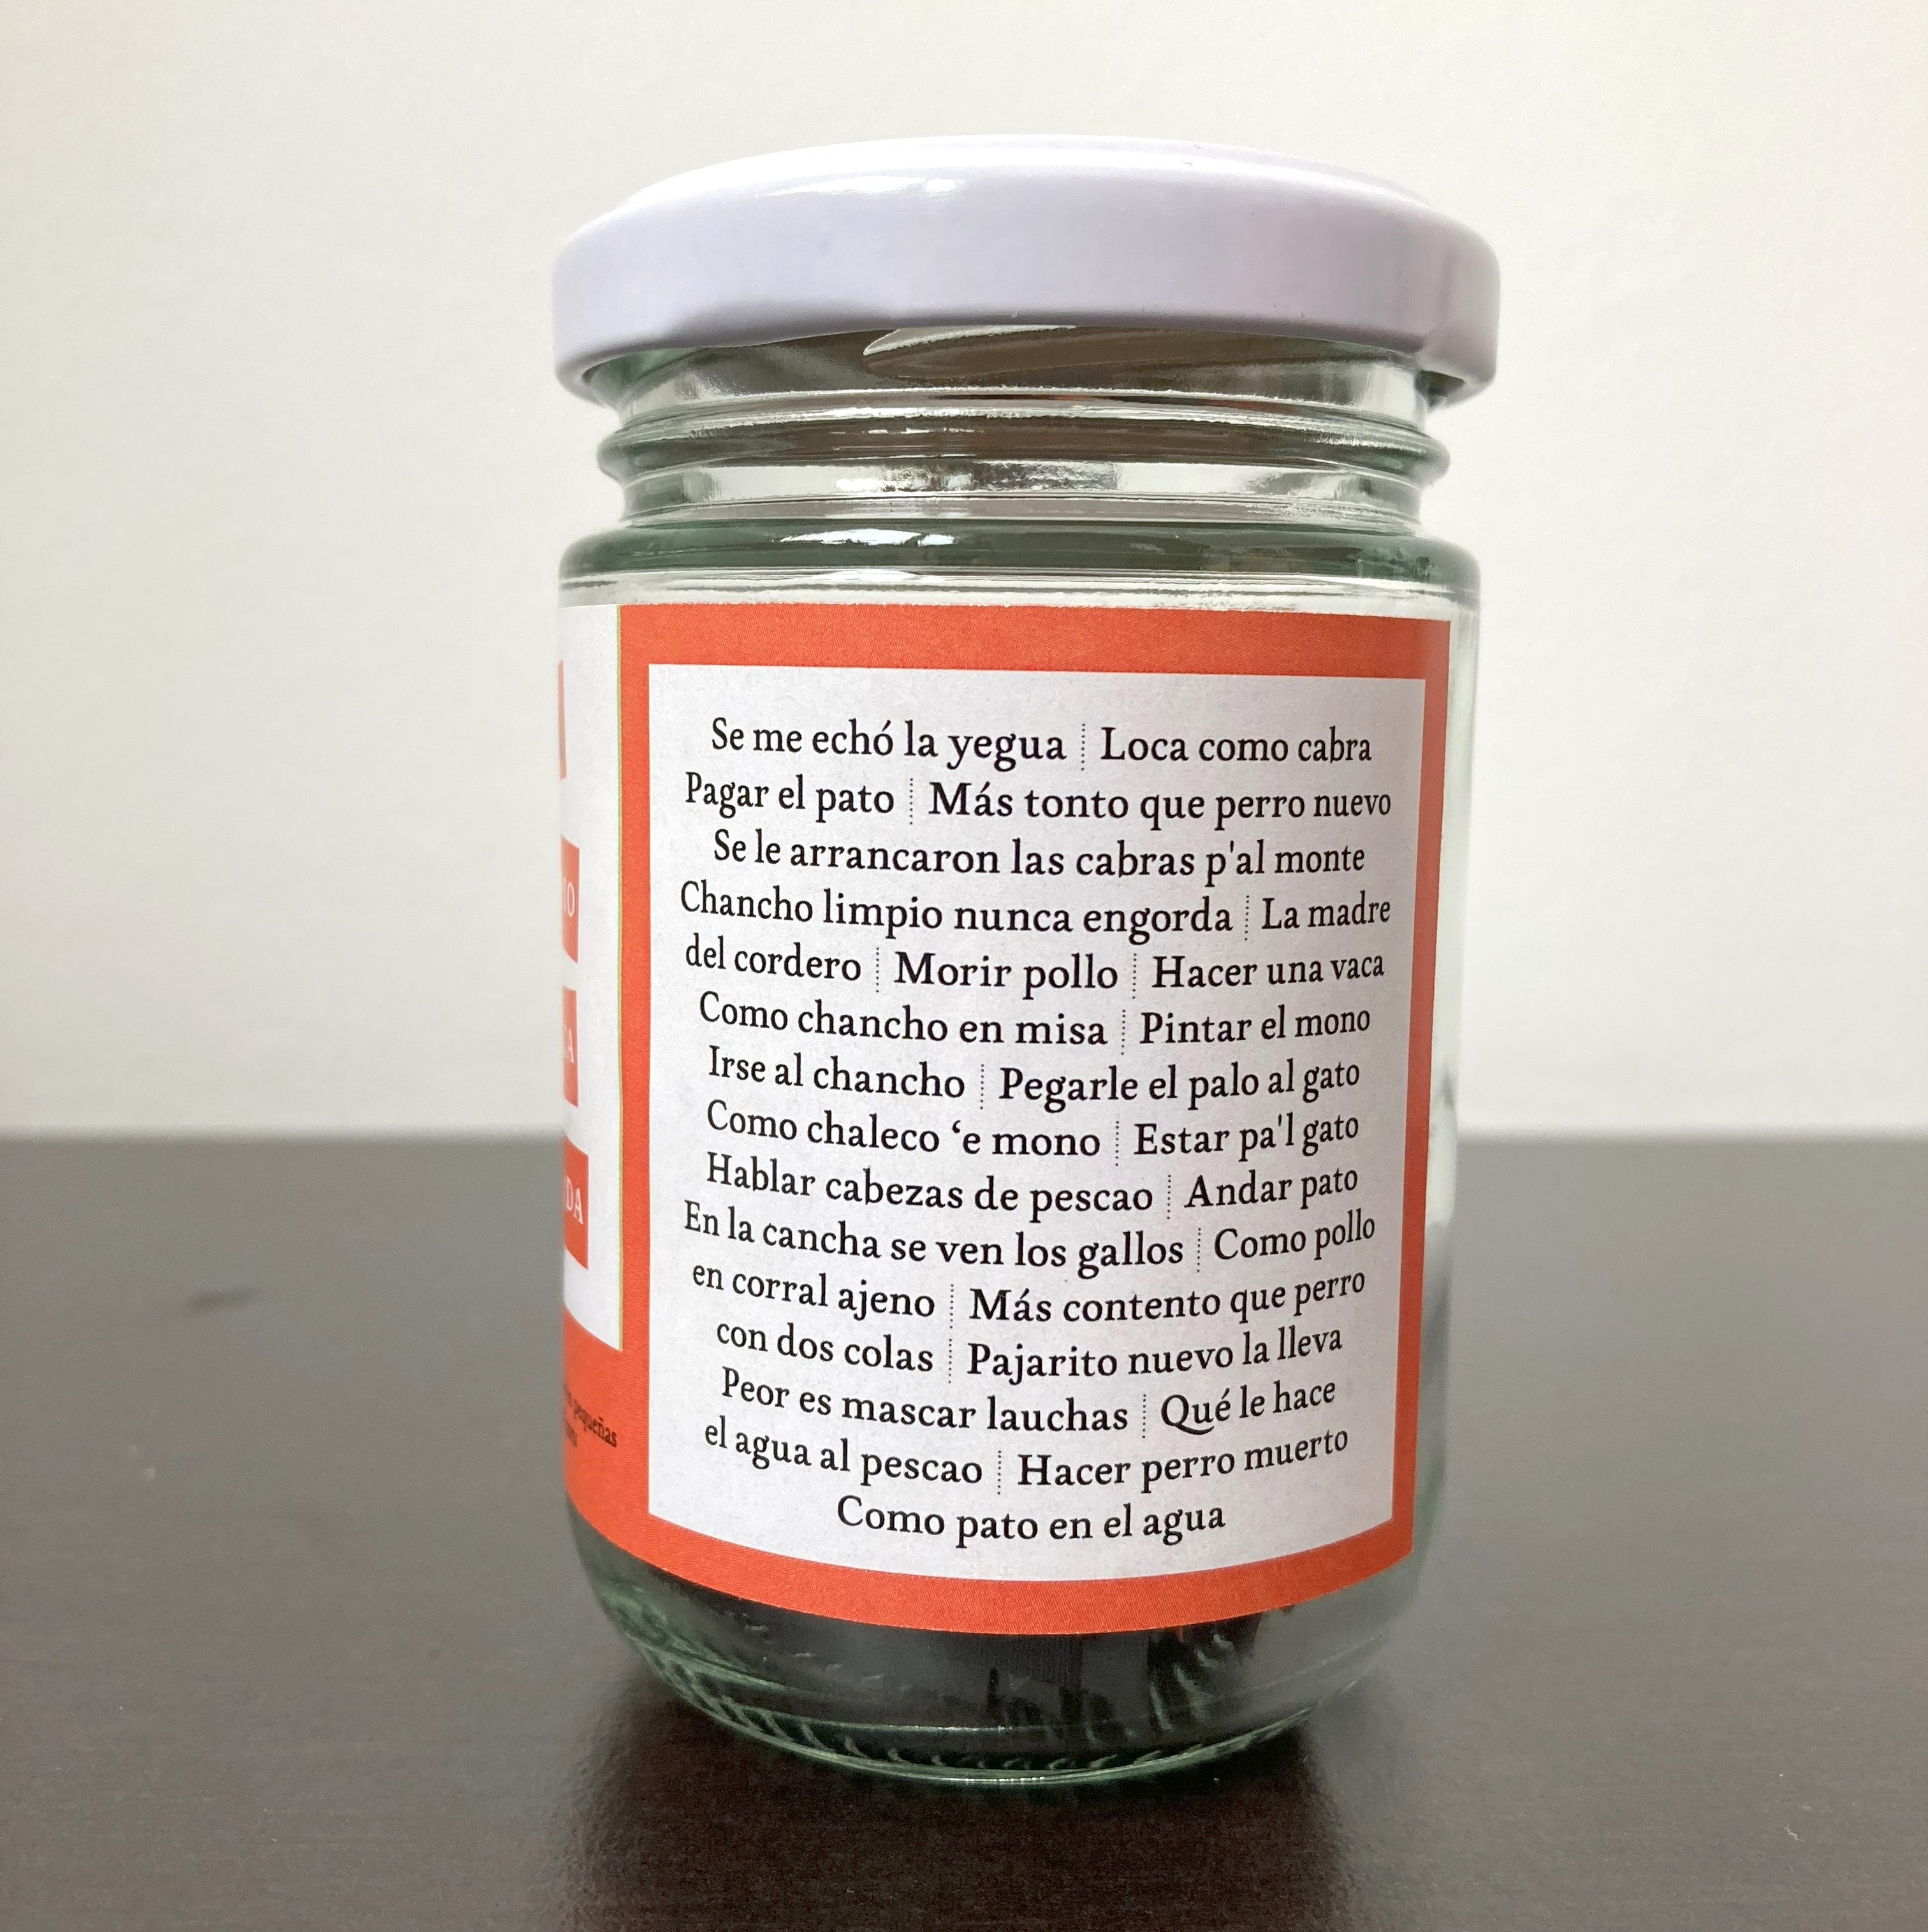 Se me echó la yegua Loca como cabra
Pagar el pato Más tonto que perro nuevo
Se le arrancaron las cabras p'al monte
Chancho limpio nunca engorda La madre
del cordero Morir pollo Hacer una vaca
Como chancho en misa Pintar el mono
Irse al chancho Pegarle el palo al gato
Como chaleco ‘e mono Estar pa'l gato
Hablar cabezas de pescao Andar pato
En la cancha se ven los gallos Como pollo
en corral ajeno Más contento que perro
con dos colas Pajarito nuevo la lleva
Peor es mascar lauchas Qué le hace
el agua al pescao Hacer perro muerto
Como pato en el agua
pequeñas